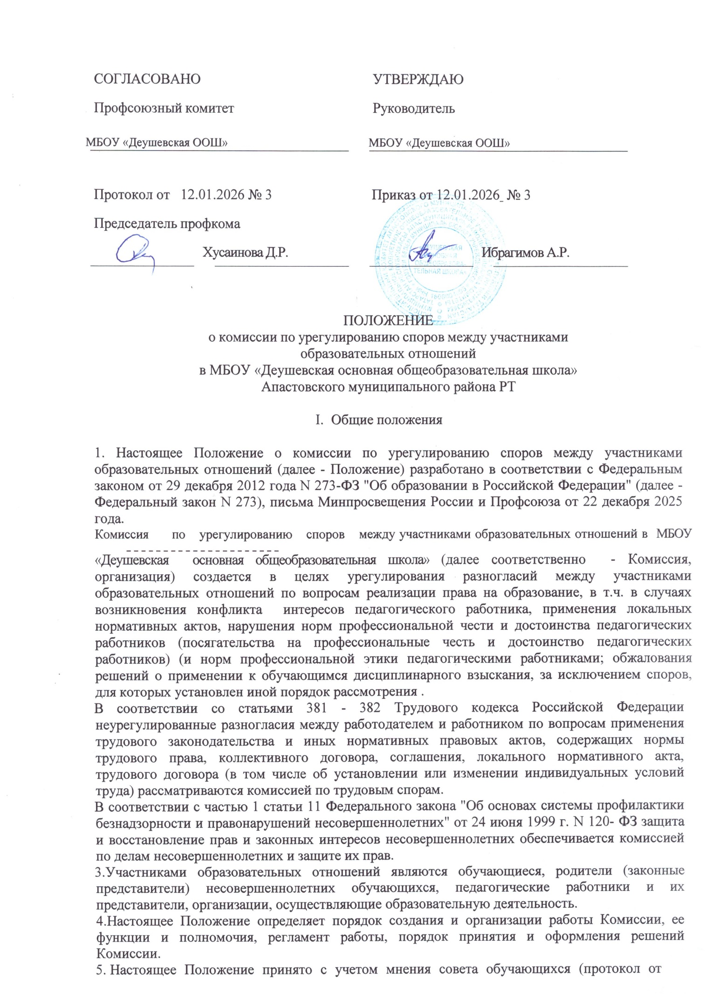 СОГЛАСОВАНО УТВЕРЖДАЮ
Профсоюзный комитет Руководитель
МБОУ «Деушевская ООШ» МБОУ «Деушевская ООШ»
Протокол от 12.01.2026 № 3 Приказ от 12.01.2026_ № 3
Председатель профкома
Хусаинова Д.Р. Ибрагимов А.Р.
ОБЩЕОБРАЗОВА-
ТЕЛЬНАЯ ШКОЛА»
ПОЛОЖЕНИЕ
о комиссии по урегулированию споров между участниками
образовательных отношений
в МБОУ «Деушевская основная общеобразовательная школа»
Апастовского муниципального района РТ
I. Общие положения
1. Настоящее Положение о комиссии по урегулированию споров между участниками
образовательных отношений (далее - Положение) разработано в соответствии с Федеральным
законом от 29 декабря 2012 года N 273-ФЗ "Об образовании в Российской Федерации" (далее -
Федеральный закон N 273), письма Минпросвещения России и Профсоюза от 22 декабря 2025
года.
Комиссия по урегулированию споров между участниками образовательных отношений в МБОУ
«Деушевская основная общеобразовательная школа» (далее соответственно - Комиссия,
организация) создается в целях урегулирования разногласий между участниками
образовательных отношений по вопросам реализации права на образование, в т.ч. в случаях
возникновения конфликта интересов педагогического работника, применения локальных
нормативных актов, нарушения норм профессиональной чести и достоинства педагогических
работников (посягательства на профессиональные честь и достоинство педагогических
работников) (и норм профессиональной этики педагогическими работниками; обжалования
решений о применении к обучающимся дисциплинарного взыскания, за исключением споров,
для которых установлен иной порядок рассмотрения .
В соответствии со статьями 381 - 382 Трудового кодекса Российской Федерации
неурегулированные разногласия между работодателем и работником по вопросам применения
трудового законодательства и иных нормативных правовых актов, содержащих нормы
трудового права, коллективного договора, соглашения, локального нормативного акта,
трудового договора (в том числе об установлении или изменении индивидуальных условий
труда) рассматриваются комиссией по трудовым спорам.
В соответствии с частью 1 статьи 11 Федерального закона "Об основах системы профилактики
безнадзорности и правонарушений несовершеннолетних" от 24 июня 1999 г. N 120- ФЗ защита
и восстановление прав и законных интересов несовершеннолетних обеспечивается комиссией
по делам несовершеннолетних и защите их прав.
3.Участниками образовательных отношений являются обучающиеся, родители (законные
представители) несовершеннолетних обучающихся, педагогические работники и их
представители, организации, осуществляющие образовательную деятельность.
4.Настоящее Положение определяет порядок создания и организации работы Комиссии, ее
функции и полномочия, регламент работы, порядок принятия и оформления решений
Комиссии.
5. Настоящее Положение принято с учетом мнения совета обучающихся (протокол от